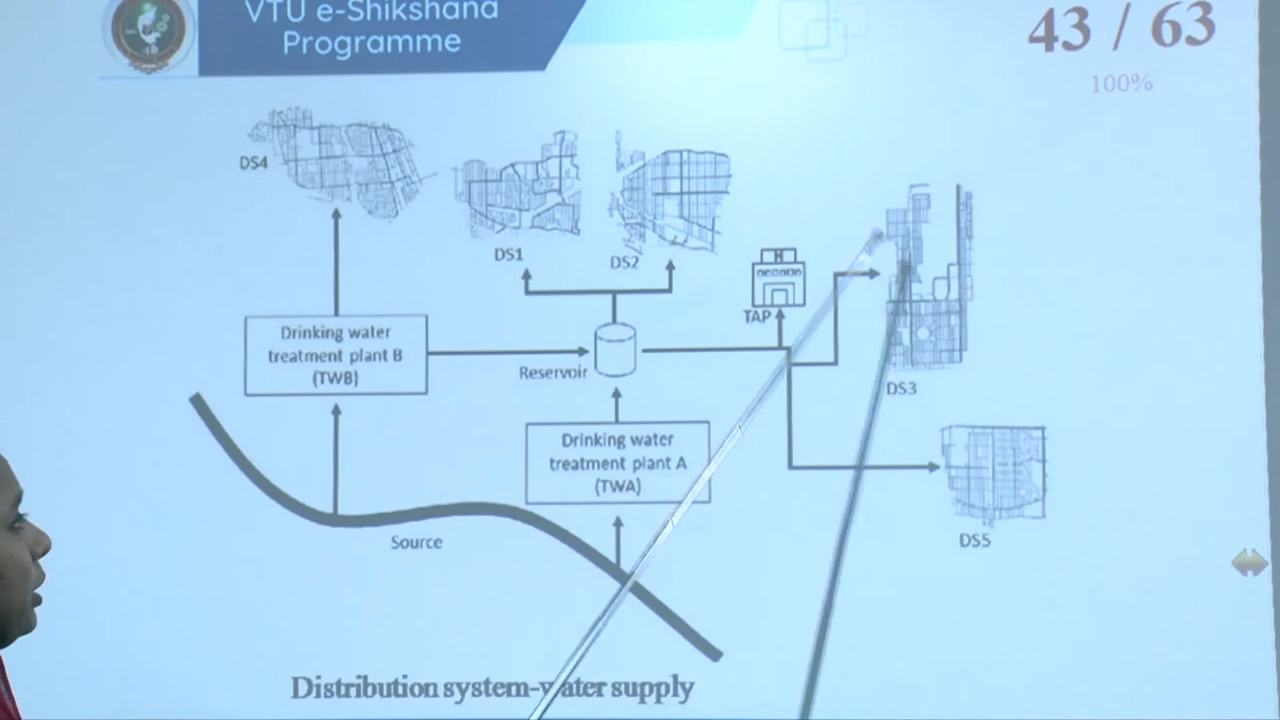 VTU e-Shikshana
Programme
43 / 63
100%
DS4
DS1
DS2
TAP
H
Drinking water
treatment plant B
(TWB)
Reservoir
DS3
Drinking water
treatment plant A
(TWA)
Source
DS5
Distribution system-water supply